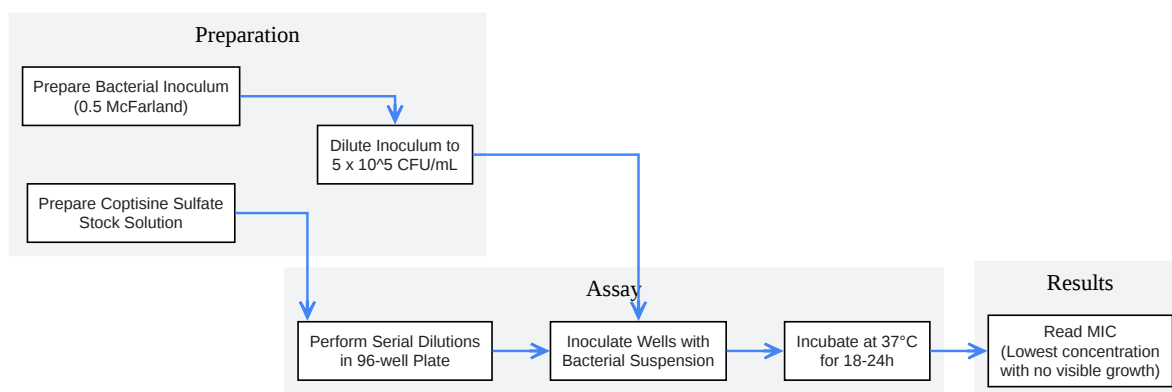 Preparation
Prepare Bacterial Inoculum
(0.5 McFarland)
Dilute Inoculum to
5 x 10^5 CFU/mL
Prepare Coptisine Sulfate
Stock Solution
Assay
Perform Serial Dilutions
in 96-well Plate
Inoculate Wells with
Bacterial Suspension
Incubate at 37°C
for 18-24h
Results
Read MIC
(Lowest concentration
with no visible growth)